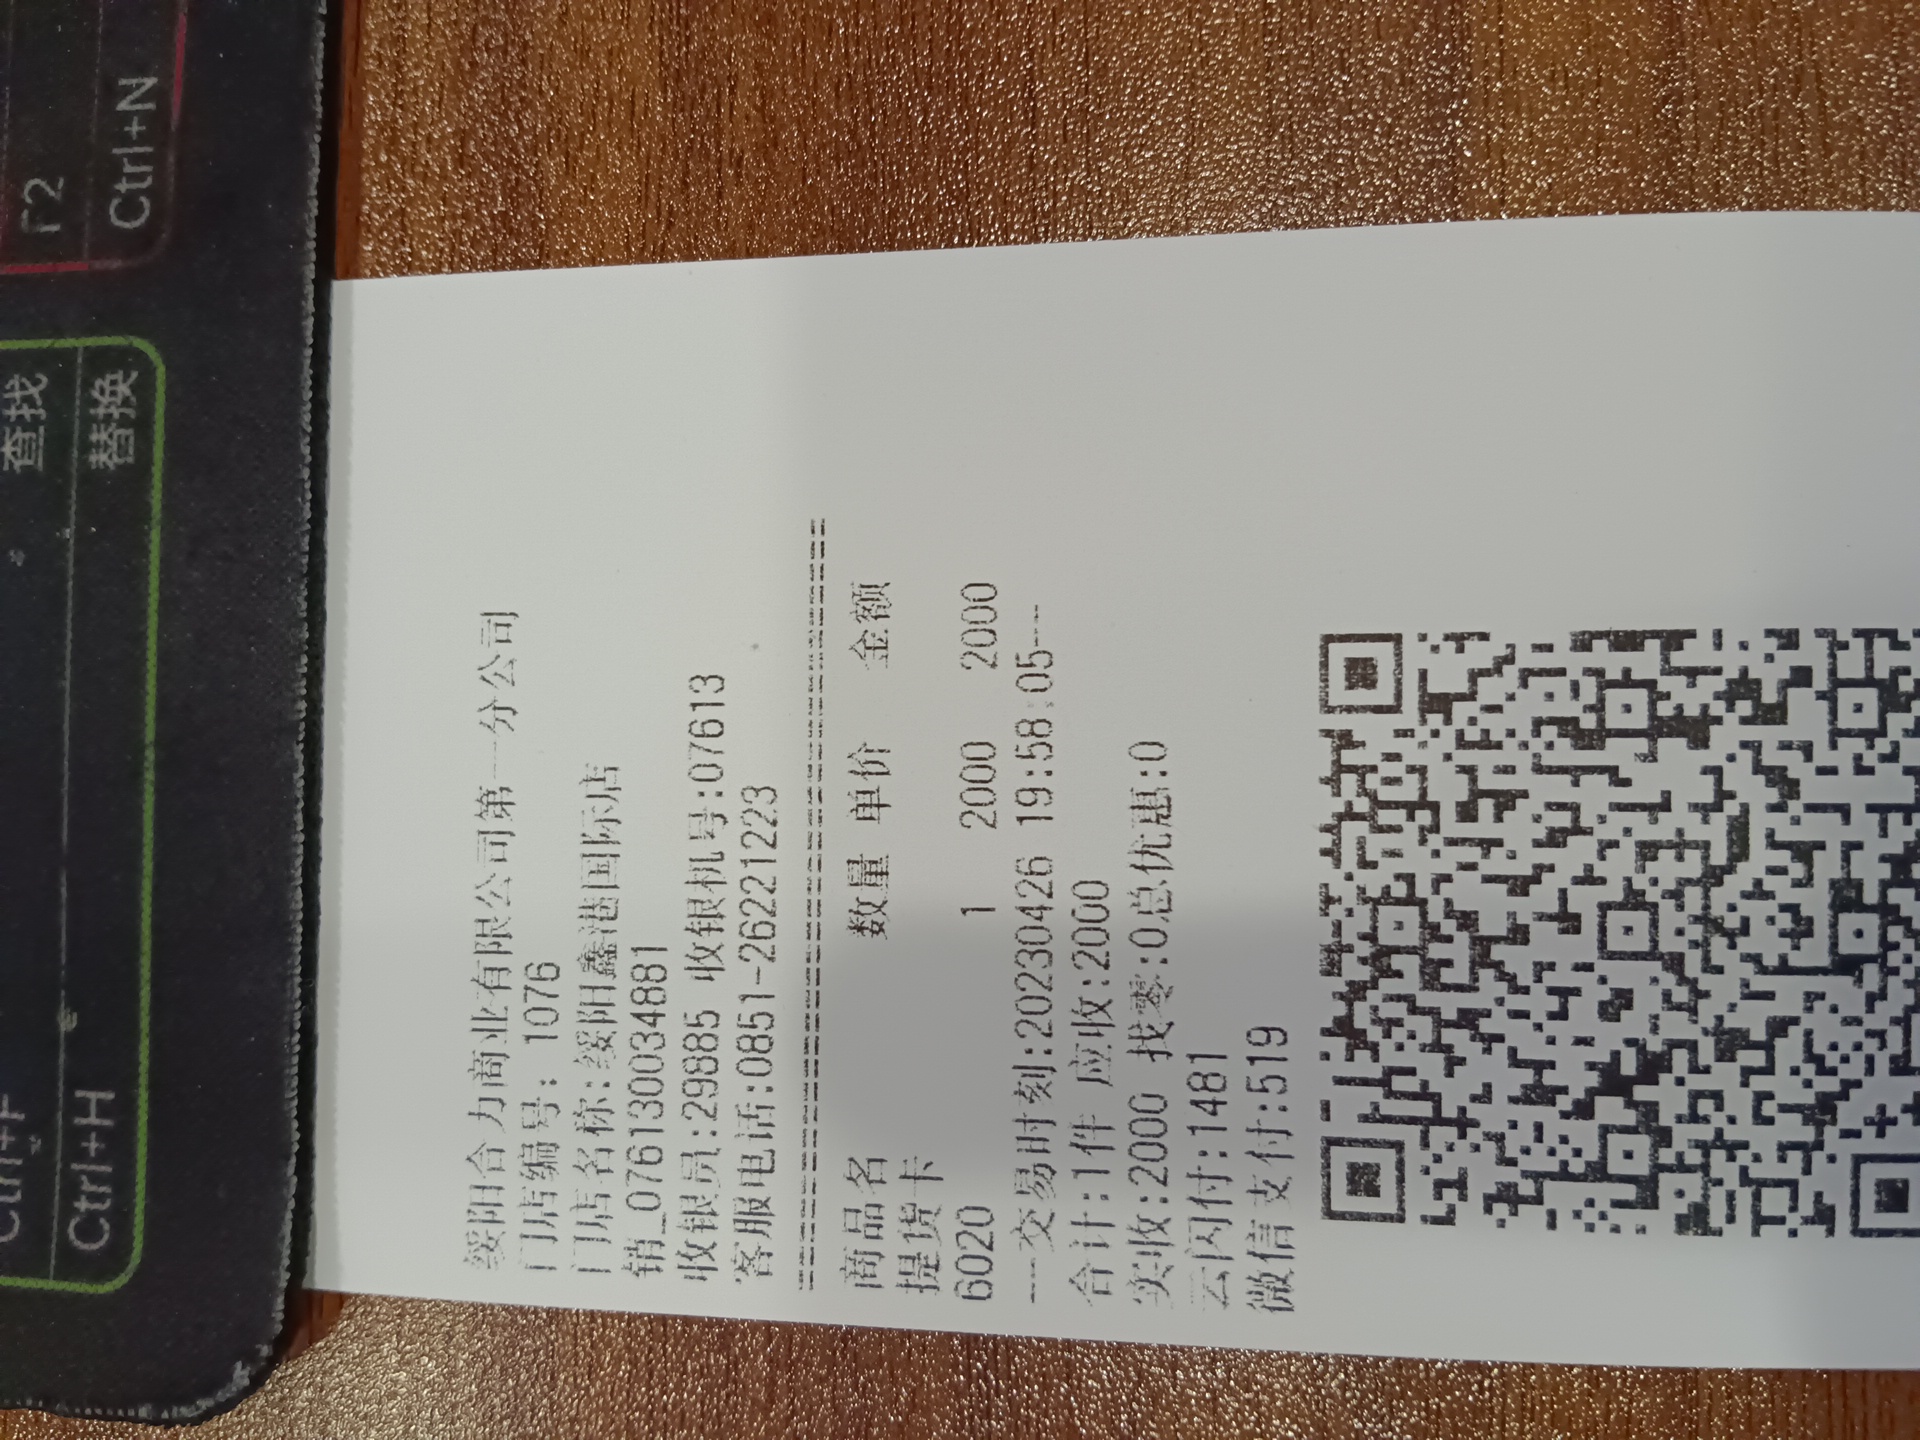 F2
Ctrl+N
查找
替换
Ctrl+F
Ctrl+H
绥阳合力商业有限公司第一分公司
门店编号: 1076
门店名称:绥阳鑫港国际店
销_076130034881
收银员:29885 收银机号:07613
客服电话:0851-26221223
==========================
商品名 数量 单价 金额
提货卡
6020 1 2000 2000
---交易时刻:20230426 19:58:05---
合计:1件 应收:2000
实收:2000 找零:0总优惠:0
云闪付:1481
微信支付:519